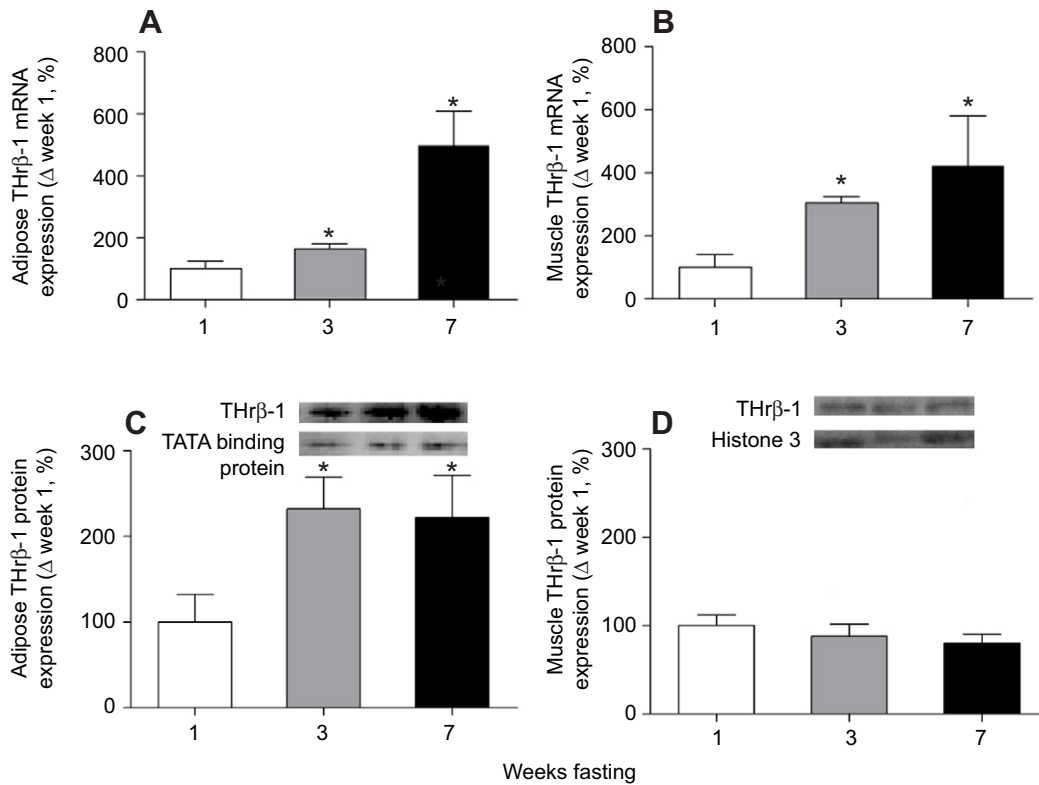 A
Adipose THrβ-1 mRNA
expression (Δ week 1, %)
800
600
400
200
0
*
*
*
1
3
7
B
Muscle THrβ-1 mRNA
expression (Δ week 1, %)
800
600
400
200
0
*
*
1
3
7
C
THrβ-1
TATA binding
protein
Adipose THrβ-1 protein
expression (Δ week 1, %)
300
200
100
0
*
*
1
3
7
D
THrβ-1
Histone 3
Muscle THrβ-1 protein
expression (Δ week 1, %)
300
200
100
0
1
3
7
Weeks fasting